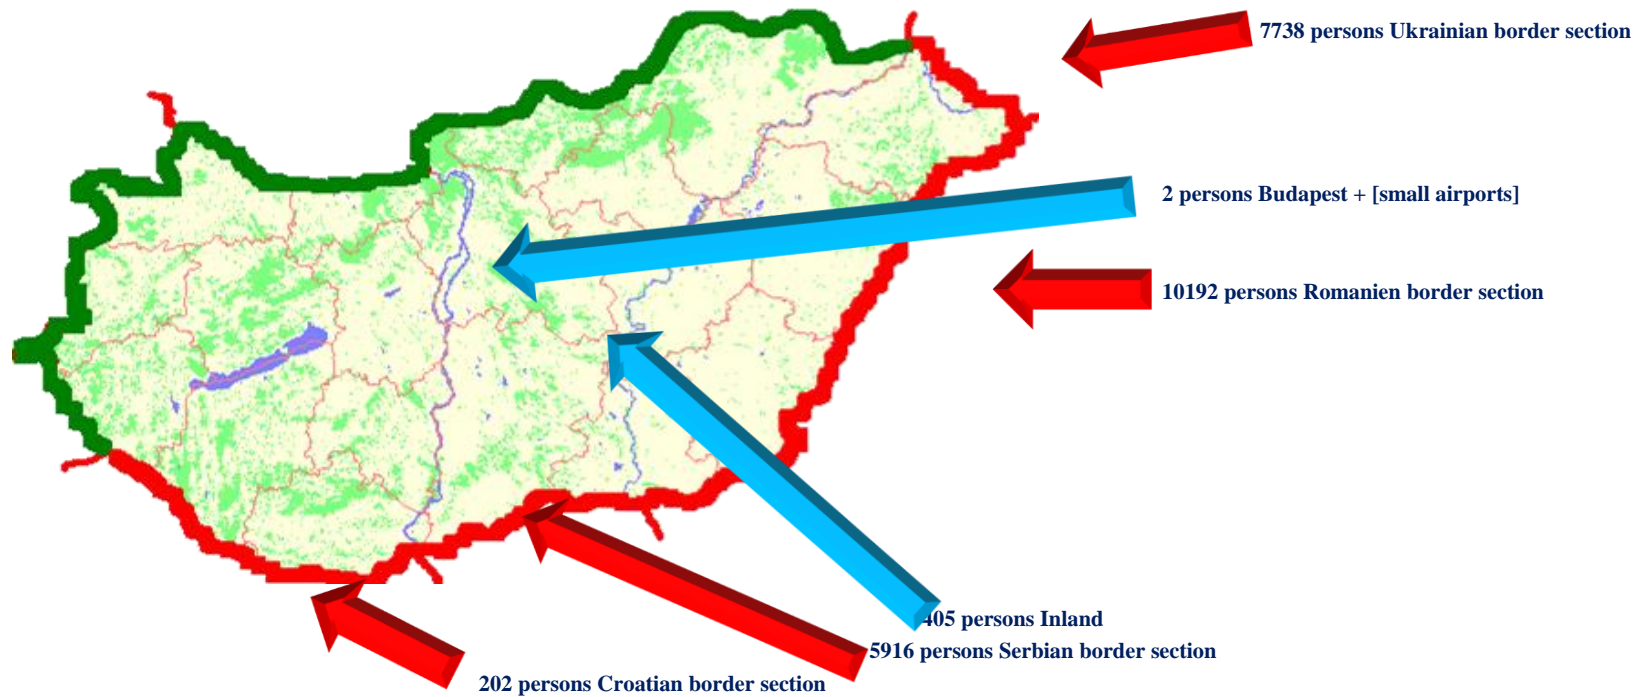 7738 persons Ukrainian border section
2 persons Budapest + [small airports]
10192 persons Romanien border section
405 persons Inland
5916 persons Serbian border section
202 persons Croatian border section